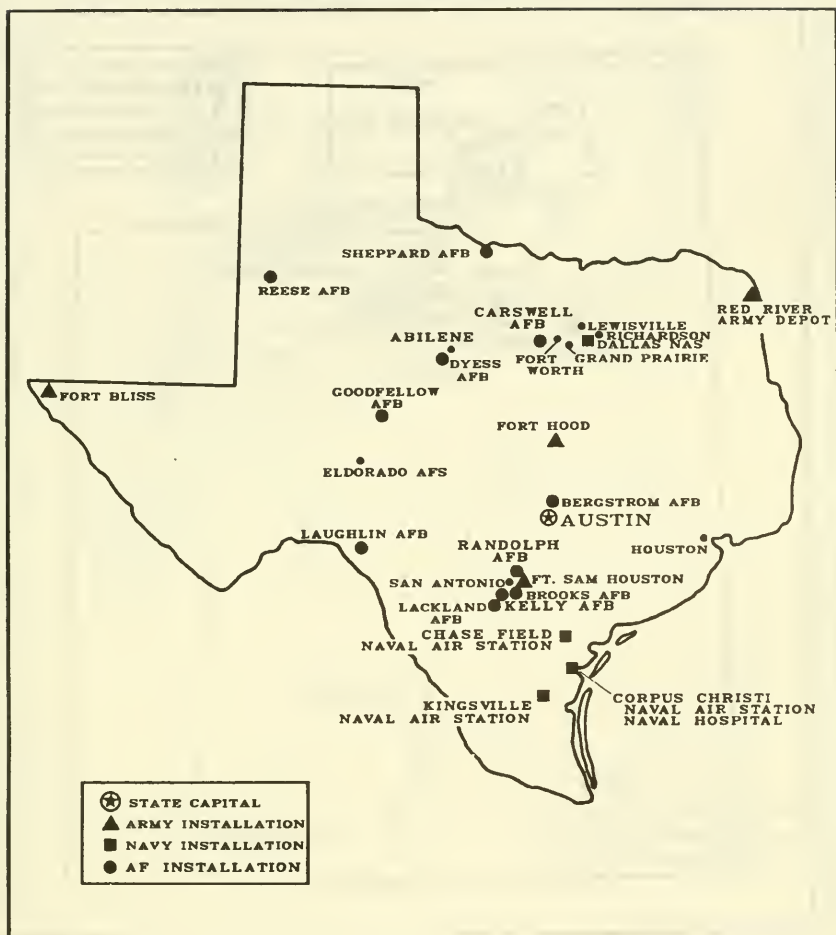 SHEPPARD AFB
REESE AFB
RED RIVER
ARMY DEPOT
CARSWELL
AFB
LEWISVILLE
RICHARDSON
DALLAS NAS
GRAND PRAIRIE
FORT
WORTH
ABILENE
DYESS
AFB
FORT BLISS
GOODFELLOW
AFB
FORT HOOD
ELDORADO AFS
BERGSTROM AFB
AUSTIN
LAUGHLIN AFB
HOUSTON
RANDOLPH
AFB
SAN ANTONIO
FT. SAM HOUSTON
BROOKS AFB
LACKLAND
AFB
KELLY AFB
CHASE FIELD
NAVAL AIR STATION
KINGSVILLE
NAVAL AIR STATION
CORPUS CHRISTI
NAVAL AIR STATION
NAVAL HOSPITAL
STATE CAPITAL
ARMY INSTALLATION
NAVY INSTALLATION
AF INSTALLATION